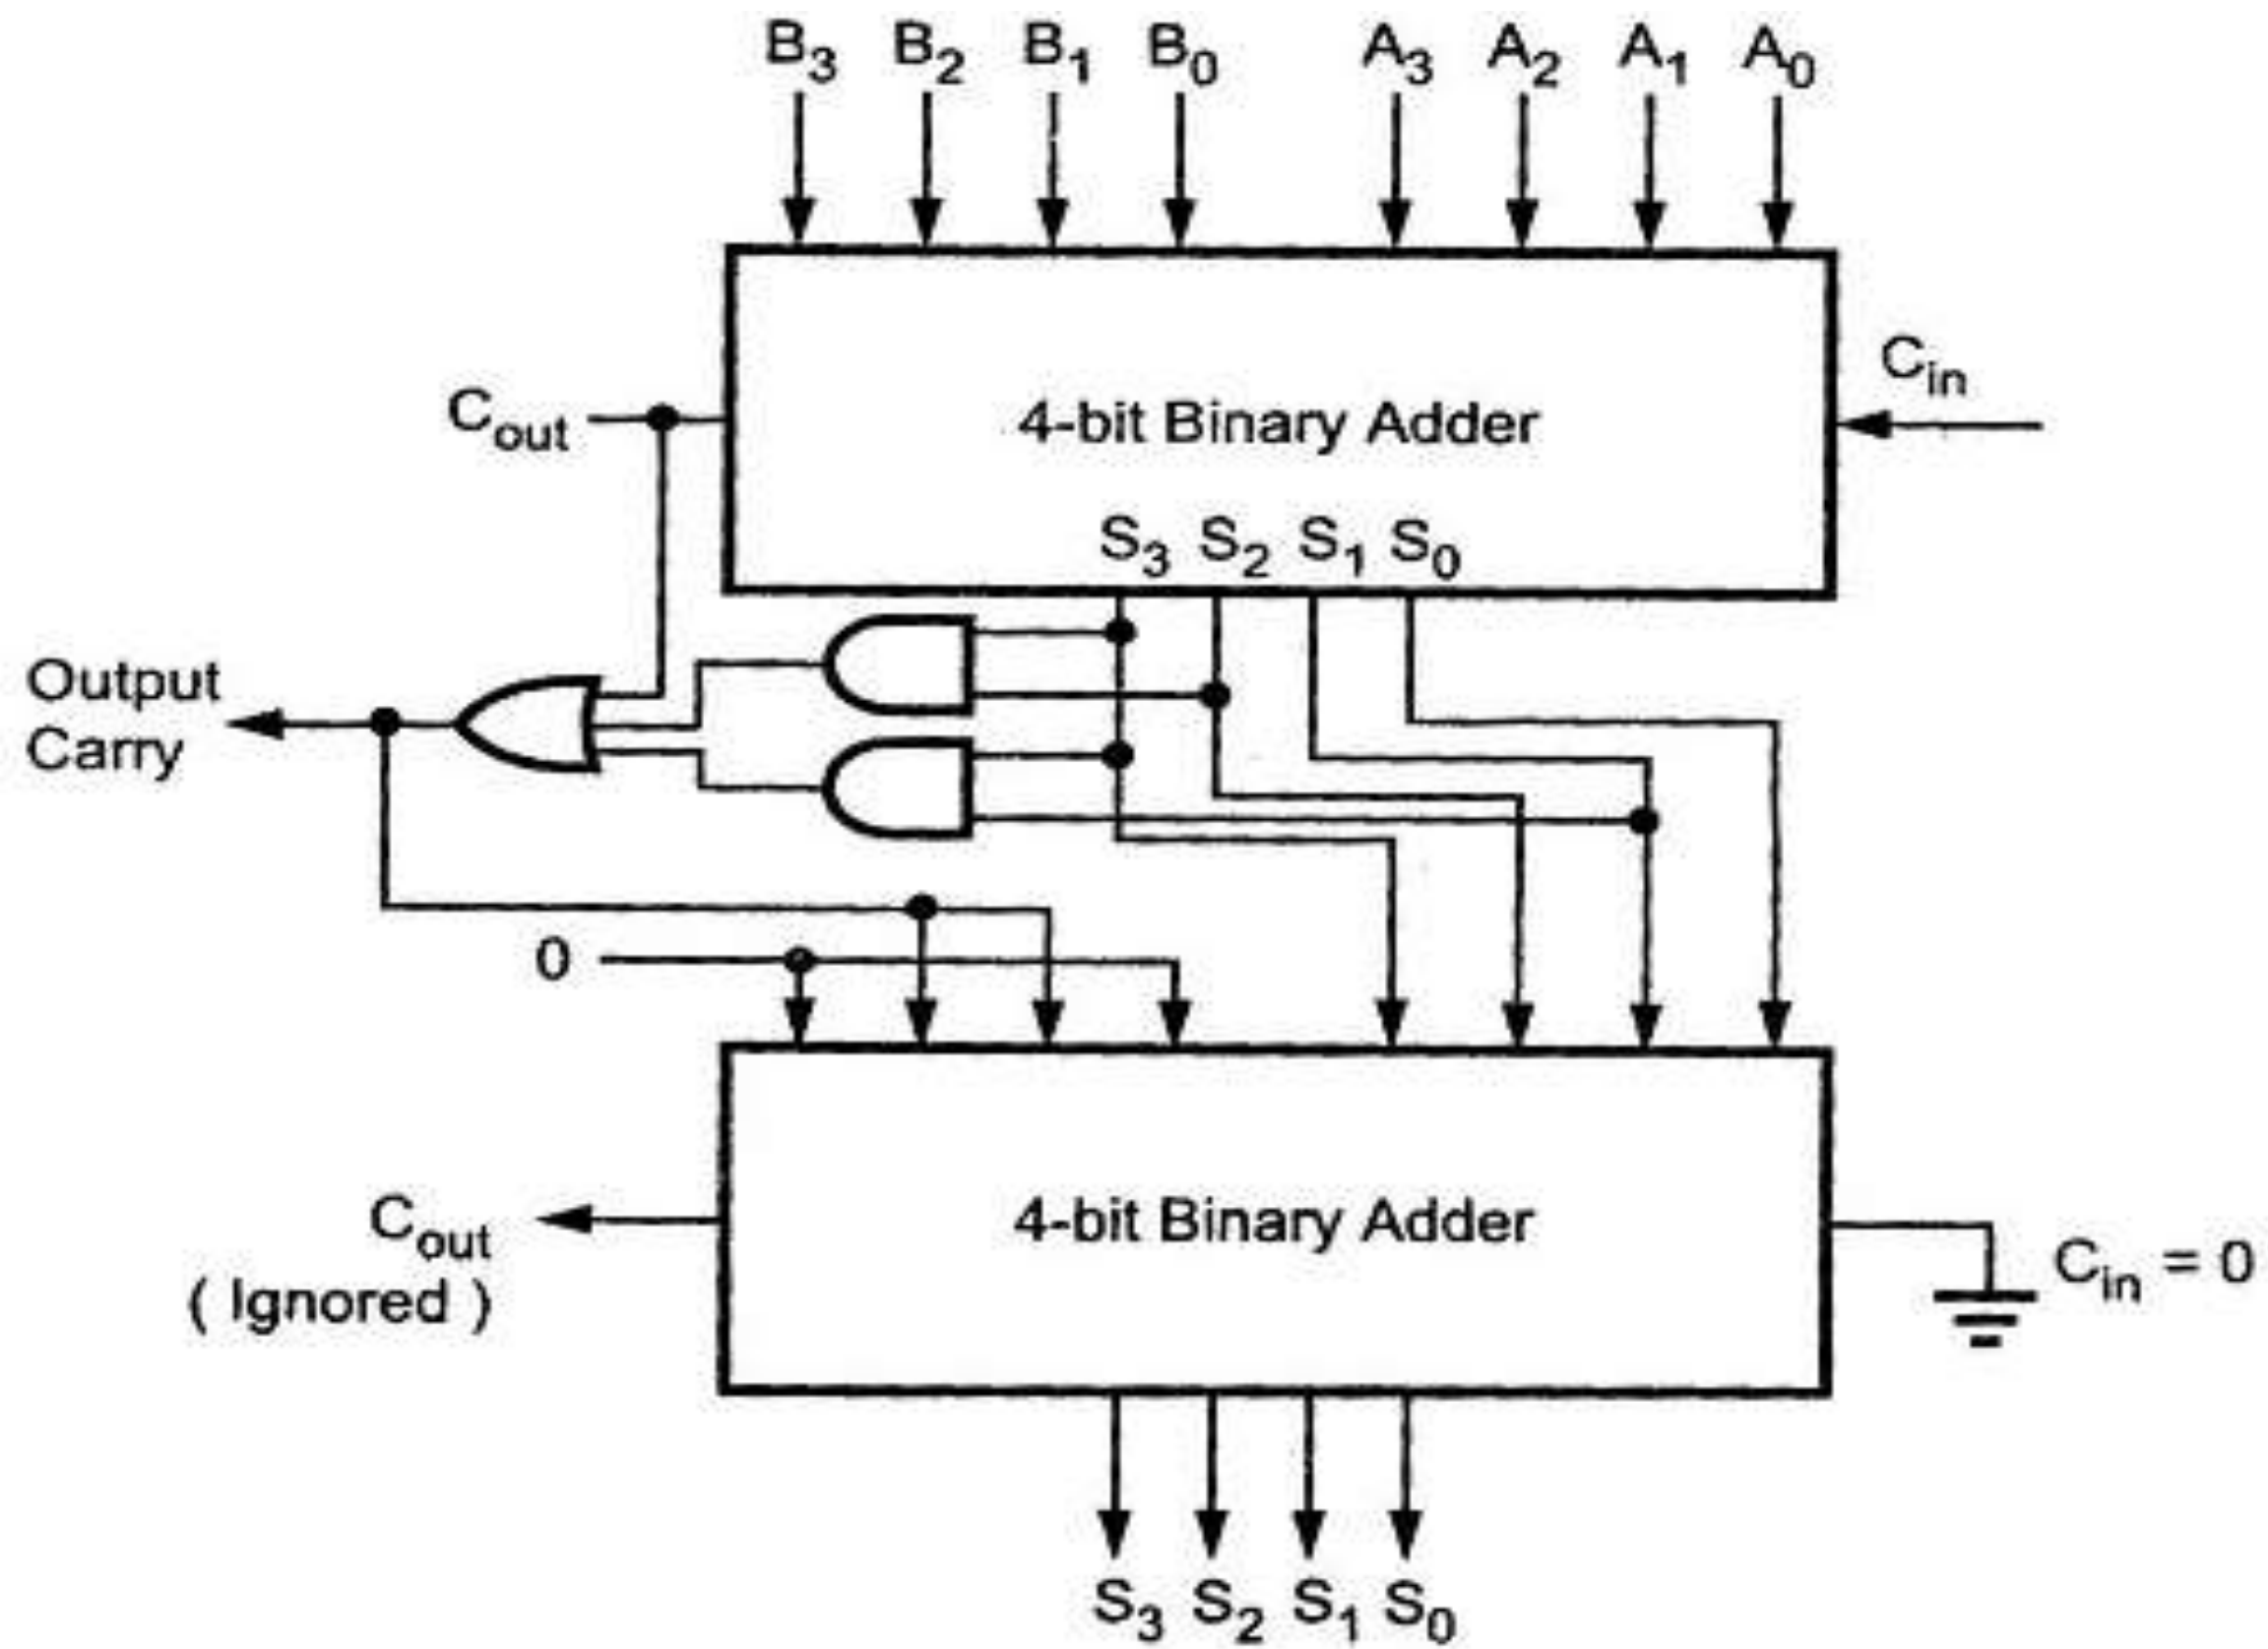 B3 B2 B1 B0 A3 A2 A1 A0
Cin
Cout
4-bit Binary Adder
S3 S2 S1 S0
Output
Carry
0
4-bit Binary Adder
Cout
( Ignored )
Cin = 0
S3 S2 S1 S0